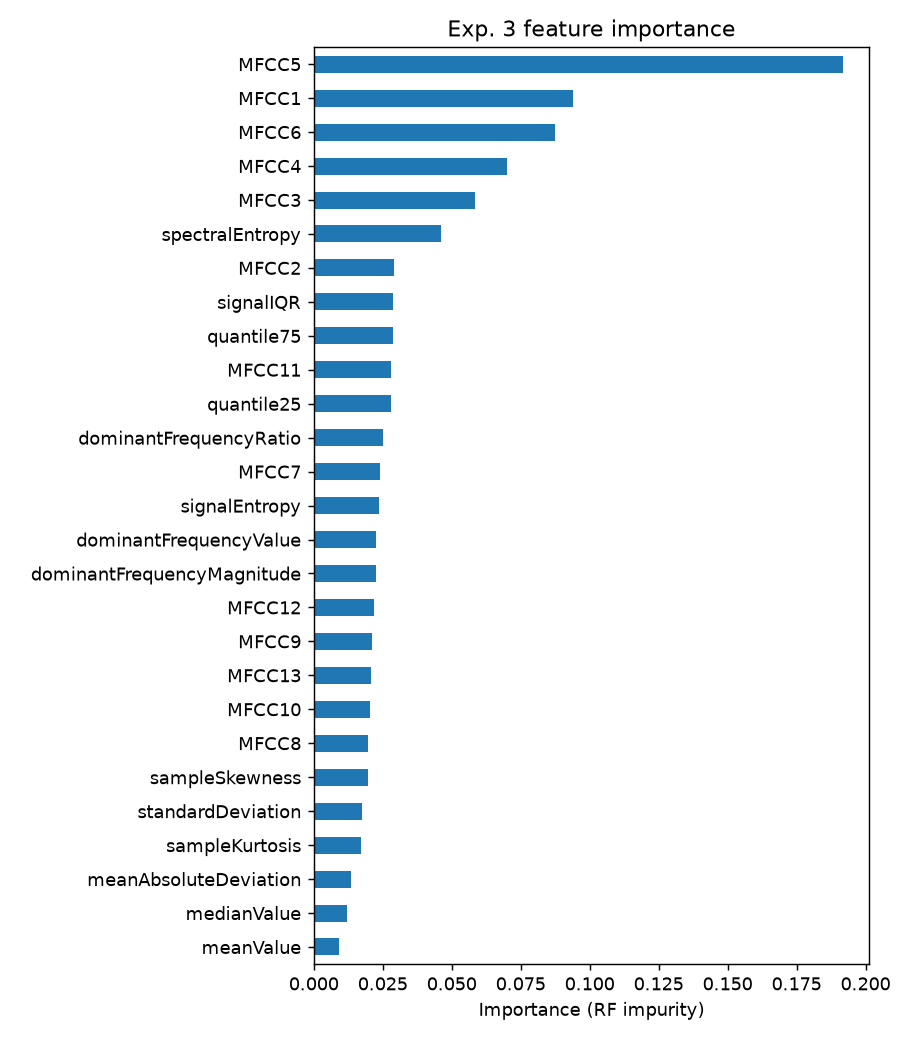 Exp. 3 feature importance
MFCC5
MFCC1
MFCC6
MFCC4
MFCC3
spectralEntropy
MFCC2
signalIQR
quantile75
MFCC11
quantile25
dominantFrequencyRatio
MFCC7
signalEntropy
dominantFrequencyValue
dominantFrequencyMagnitude
MFCC12
MFCC9
MFCC13
MFCC10
MFCC8
sampleSkewness
standardDeviation
sampleKurtosis
meanAbsoluteDeviation
medianValue
meanValue
0.000 0.025 0.050 0.075 0.100 0.125 0.150 0.175 0.200
Importance (RF impurity)